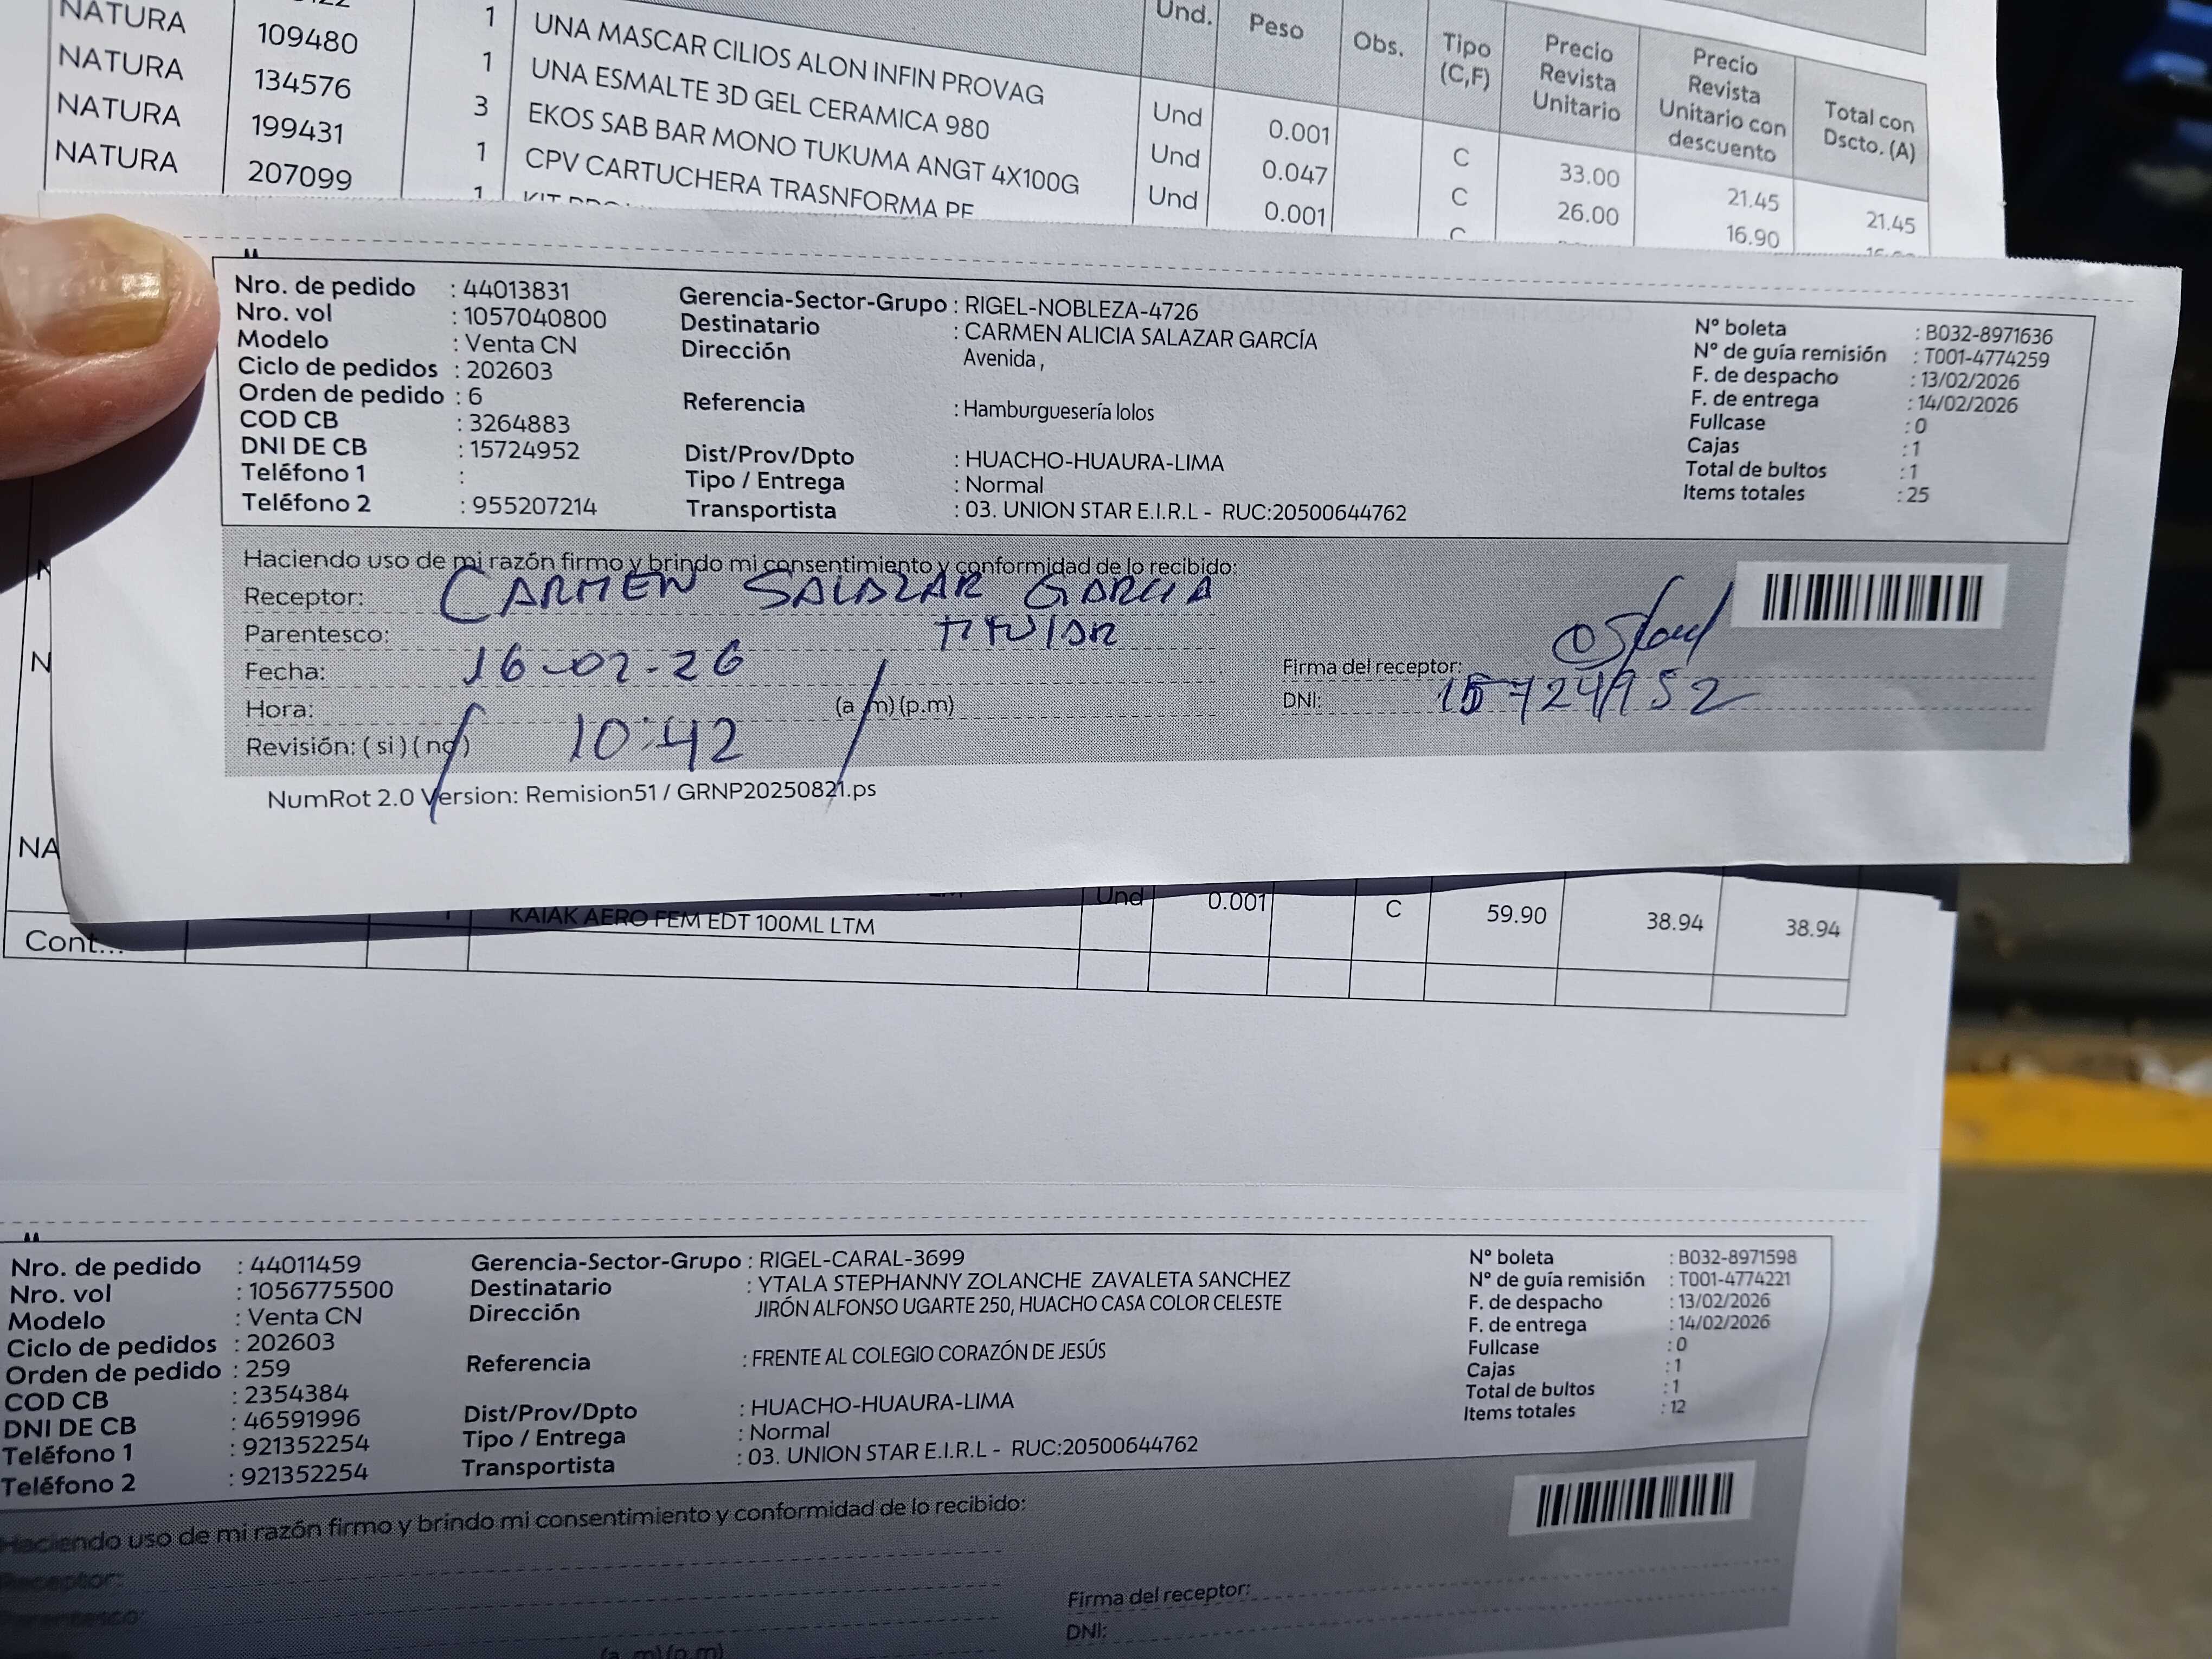 NATURA 109480 1 UNA MASCAR CILIOS ALON INFIN PROVAG Und 0.001 C 33.00 21.45 21.45
Und. Peso Obs. Tipo (C,F) Precio Revista Unitario Precio Revista Unitario con descuento Total con Dscto. (A)
NATURA 134576 1 UNA ESMALTE 3D GEL CERAMICA 980 Und 0.047 C 26.00 16.90
NATURA 199431 3 EKOS SAB BAR MONO TUKUMA ANGT 4X100G Und 0.001
NATURA 207099 1 CPV CARTUCHERA TRASNFORMA PE
1
Nro. de pedido : 44013831
Nro. vol : 1057040800
Modelo : Venta CN
Ciclo de pedidos : 202603
Orden de pedido : 6
COD CB : 3264883
DNI DE CB : 15724952
Teléfono 1 :
Teléfono 2 : 955207214
Gerencia-Sector-Grupo : RIGEL-NOBLEZA-4726
Destinatario : CARMEN ALICIA SALAZAR GARCÍA
Dirección Avenida ,
Referencia : Hamburguesería lolos
Dist/Prov/Dpto : HUACHO-HUAURA-LIMA
Tipo / Entrega : Normal
Transportista : 03. UNION STAR E.I.R.L - RUC:20500644762
N° boleta : B032-8971636
N° de guía remisión : T001-4774259
F. de despacho : 13/02/2026
F. de entrega : 14/02/2026
Fullcase : 0
Cajas : 1
Total de bultos : 1
Items totales : 25
Haciendo uso de mi razón firmo y brindo mi consentimiento y conformidad de lo recibido:
Receptor: CARMEN SALAZAR GARCIA
Parentesco: TITULAR
Fecha: 16-02-26
Hora: (a.m) (p.m)
Revisión: ( si ) ( no ) 10:42
Firma del receptor:
DNI: 15724952
NumRot 2.0 Version: Remision51 / GRNP20250821.ps
NA
KAIAK AERO FEM EDT 100ML LTM Und 0.001 C 59.90 38.94 38.94
Cont...
Nro. de pedido : 44011459
Nro. vol : 1056775500
Modelo : Venta CN
Ciclo de pedidos : 202603
Orden de pedido : 259
COD CB : 2354384
DNI DE CB : 46591996
Teléfono 1 : 921352254
Teléfono 2 : 921352254
Gerencia-Sector-Grupo : RIGEL-CARAL-3699
Destinatario : YTALA STEPHANNY ZOLANCHE ZAVALETA SANCHEZ
Dirección JIRÓN ALFONSO UGARTE 250, HUACHO CASA COLOR CELESTE
Referencia : FRENTE AL COLEGIO CORAZÓN DE JESÚS
Dist/Prov/Dpto : HUACHO-HUAURA-LIMA
Tipo / Entrega : Normal
Transportista : 03. UNION STAR E.I.R.L - RUC:20500644762
N° boleta : B032-8971598
N° de guía remisión : T001-4774221
F. de despacho : 13/02/2026
F. de entrega : 14/02/2026
Fullcase : 0
Cajas : 1
Total de bultos : 1
Items totales : 12
Haciendo uso de mi razón firmo y brindo mi consentimiento y conformidad de lo recibido:
Receptor:
Parentesco:
Firma del receptor:
DNI:
(a.m) (p.m)